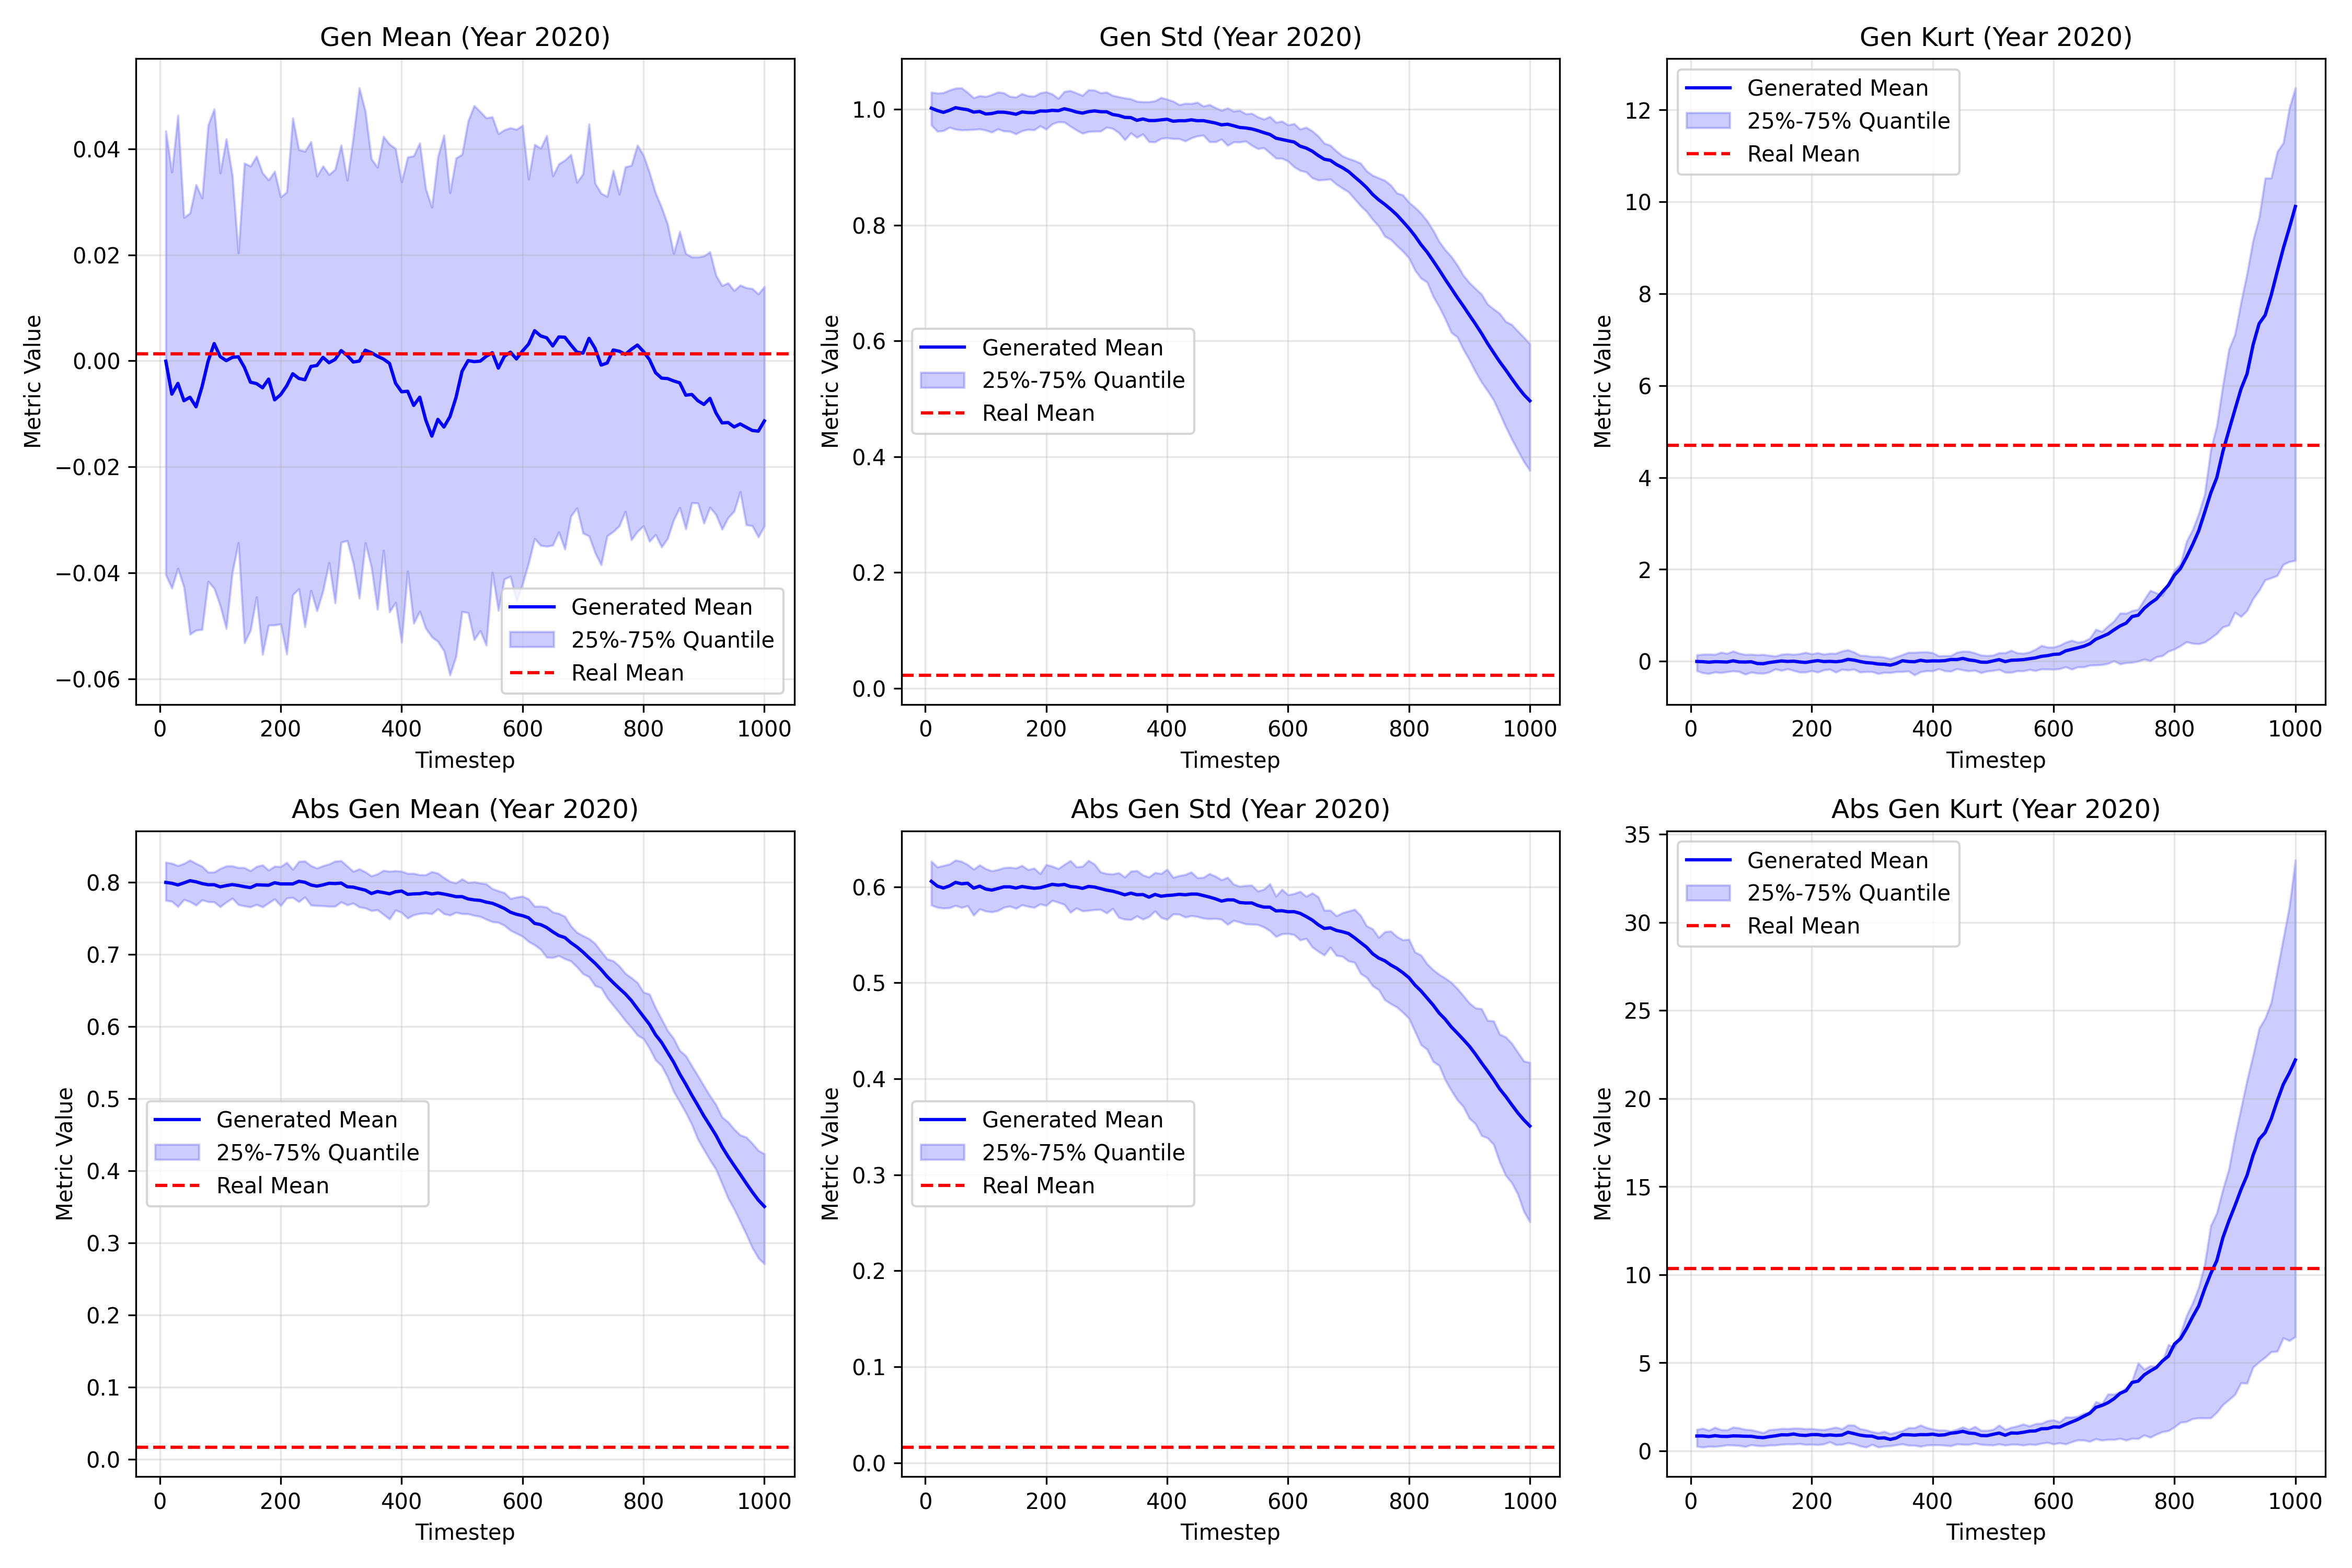 Gen Mean (Year 2020)
Metric Value
0.04
0.02
0.00
−0.02
−0.04
−0.06
Generated Mean
25%-75% Quantile
Real Mean
0 200 400 600 800 1000
Timestep
Gen Std (Year 2020)
Metric Value
1.0
0.8
0.6
0.4
0.2
0.0
Generated Mean
25%-75% Quantile
Real Mean
0 200 400 600 800 1000
Timestep
Gen Kurt (Year 2020)
Metric Value
12
10
8
6
4
2
0
Generated Mean
25%-75% Quantile
Real Mean
0 200 400 600 800 1000
Timestep
Abs Gen Mean (Year 2020)
Metric Value
0.8
0.7
0.6
0.5
0.4
0.3
0.2
0.1
0.0
Generated Mean
25%-75% Quantile
Real Mean
0 200 400 600 800 1000
Timestep
Abs Gen Std (Year 2020)
Metric Value
0.6
0.5
0.4
0.3
0.2
0.1
0.0
Generated Mean
25%-75% Quantile
Real Mean
0 200 400 600 800 1000
Timestep
Abs Gen Kurt (Year 2020)
Metric Value
35
30
25
20
15
10
5
0
Generated Mean
25%-75% Quantile
Real Mean
0 200 400 600 800 1000
Timestep